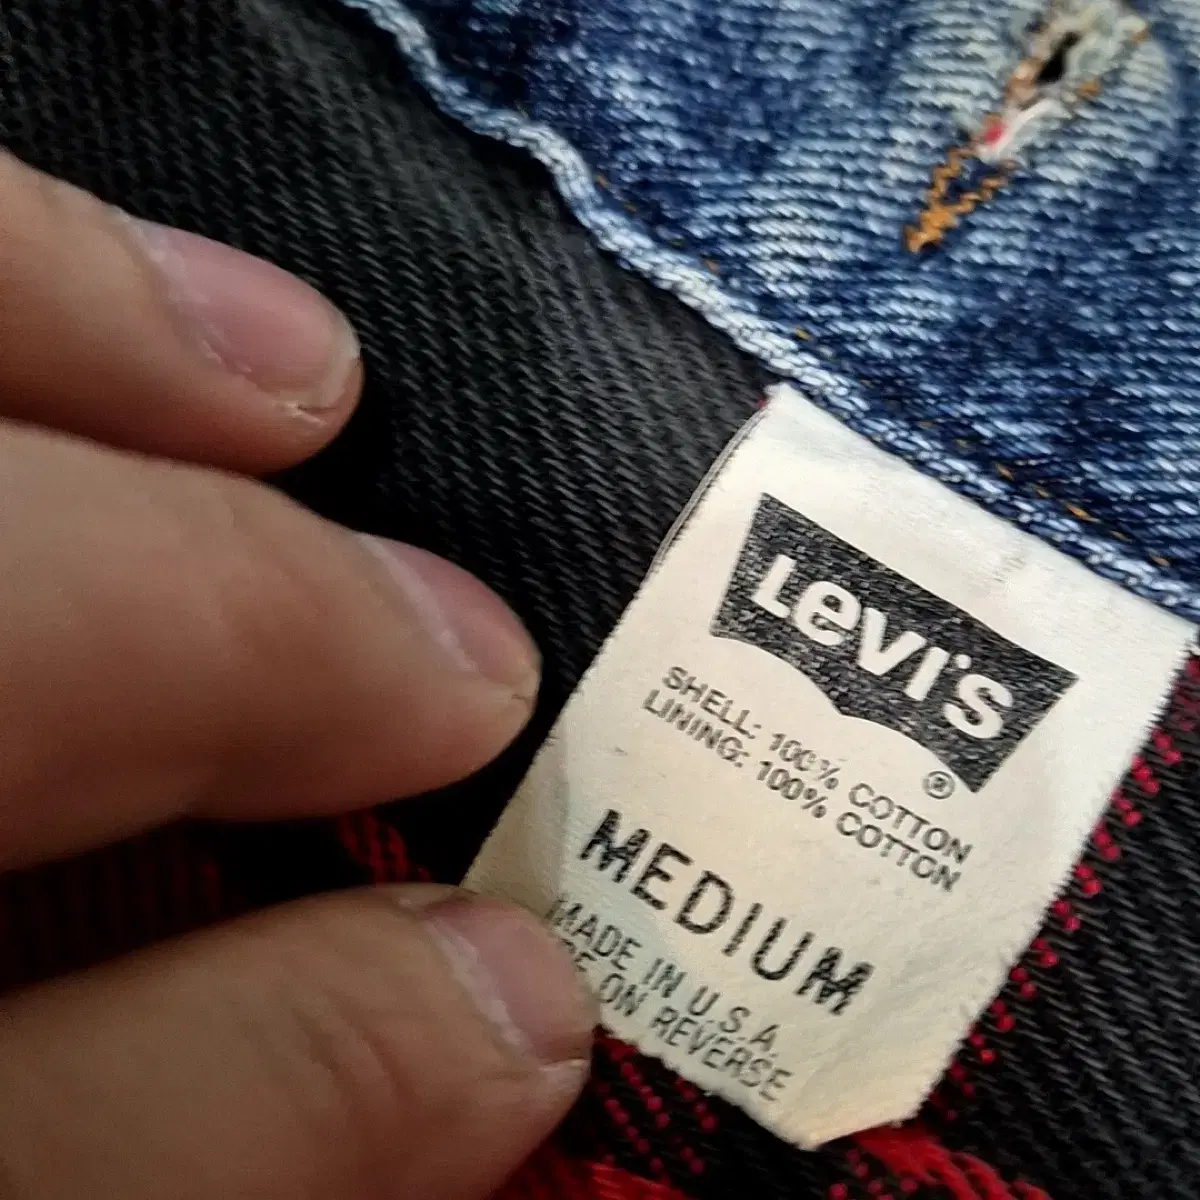 Levi's
®
SHELL: 100% COTTON
LINING: 100% COTTON
MEDIUM
MADE IN U.S.A.
ON REVERSE